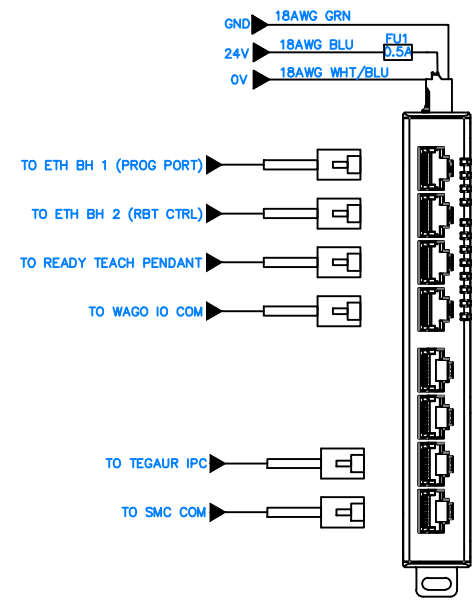 GND 18AWG GRN
24V 18AWG BLU FU1
0.5A
0V 18AWG WHT/BLU
TO ETH BH 1 (PROG PORT)
TO ETH BH 2 (RBT CTRL)
TO READY TEACH PENDANT
TO WAGO IO COM
TO TEGAUR IPC
TO SMC COM